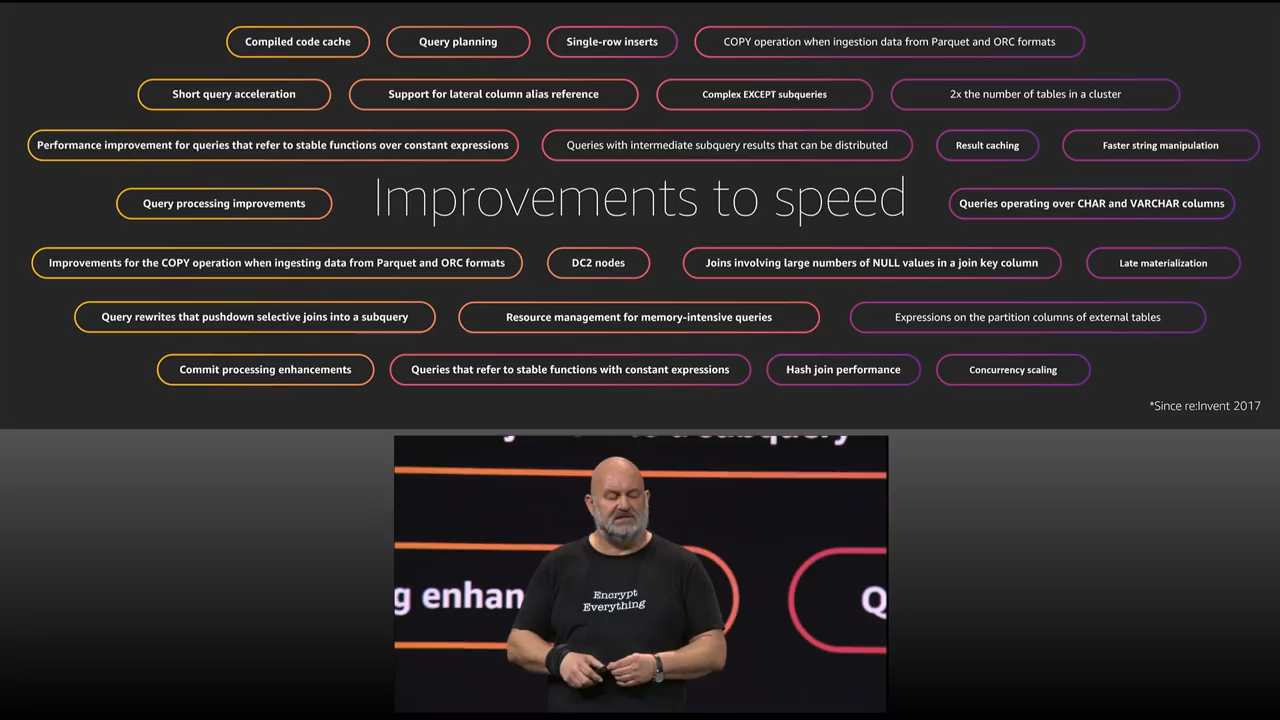 Compiled code cache
Query planning
Single-row inserts
COPY operation when ingestion data from Parquet and ORC formats
Short query acceleration
Support for lateral column alias reference
Complex EXCEPT subqueries
2x the number of tables in a cluster
Performance improvement for queries that refer to stable functions over constant expressions
Queries with intermediate subquery results that can be distributed
Result caching
Faster string manipulation
Query processing improvements
Improvements to speed
Queries operating over CHAR and VARCHAR columns
Improvements for the COPY operation when ingesting data from Parquet and ORC formats
DC2 nodes
Joins involving large numbers of NULL values in a join key column
Late materialization
Query rewrites that pushdown selective joins into a subquery
Resource management for memory-intensive queries
Expressions on the partition columns of external tables
Commit processing enhancements
Queries that refer to stable functions with constant expressions
Hash join performance
Concurrency scaling
*Since re:Invent 2017
a subquery
g enhan
Q
Encrypt
Everything